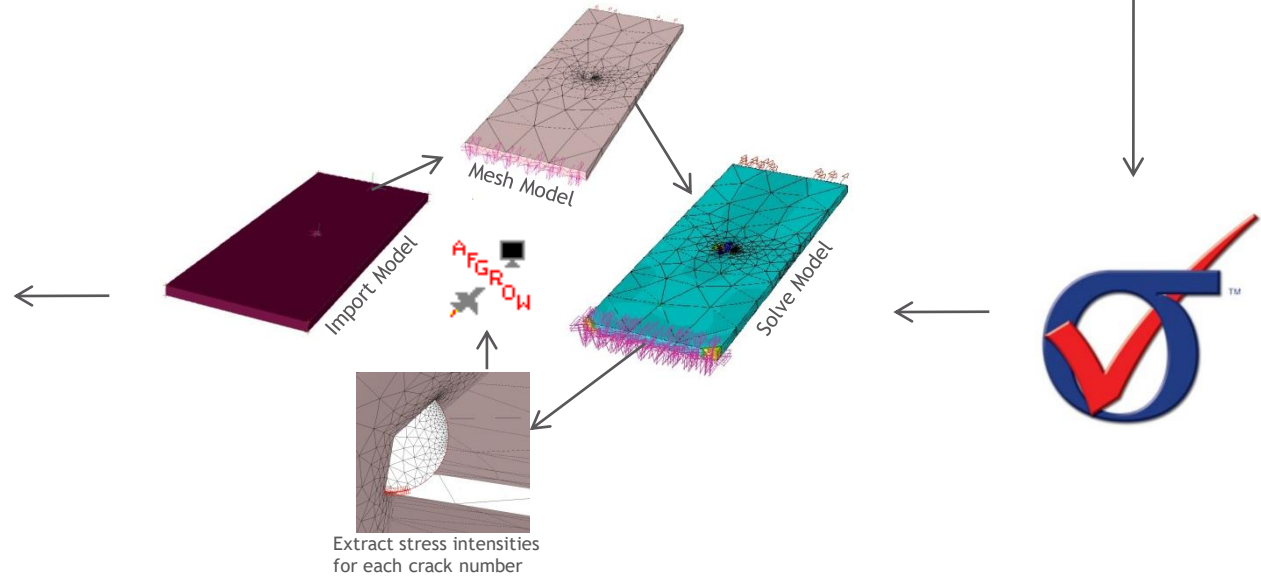 Mesh Model
Import Model
AFGROW
Solve Model
TM
Extract stress intensities
for each crack number